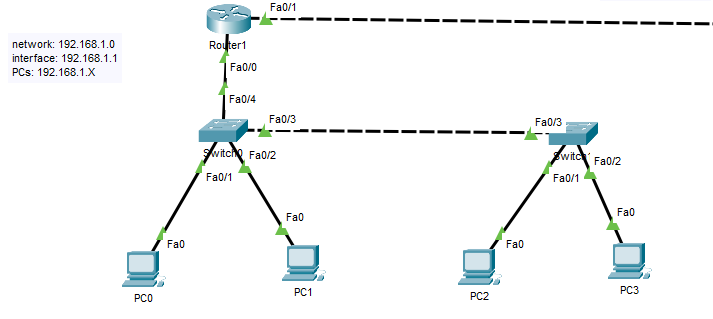 Fa0/1
Router1
network: 192.168.1.0
interface: 192.168.1.1
PCs: 192.168.1.X
Fa0/0
Fa0/4
Fa0/3
Fa0/3
Switch0
Fa0/2
Fa0/1
Fa0/2
Fa0/1
Fa0
Fa0
Fa0
Fa0
PC0
PC1
PC2
PC3